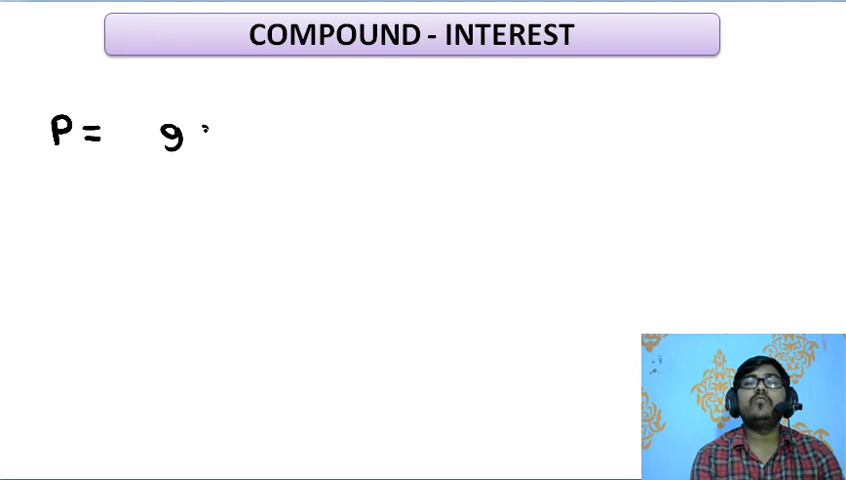 COMPOUND - INTEREST
P = 9